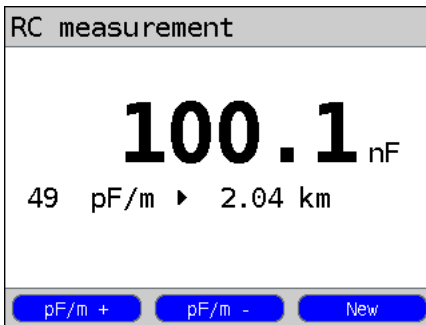 RC measurement
100.1 nF
49 pF/m ▸ 2.04 km
pF/m + pF/m - New